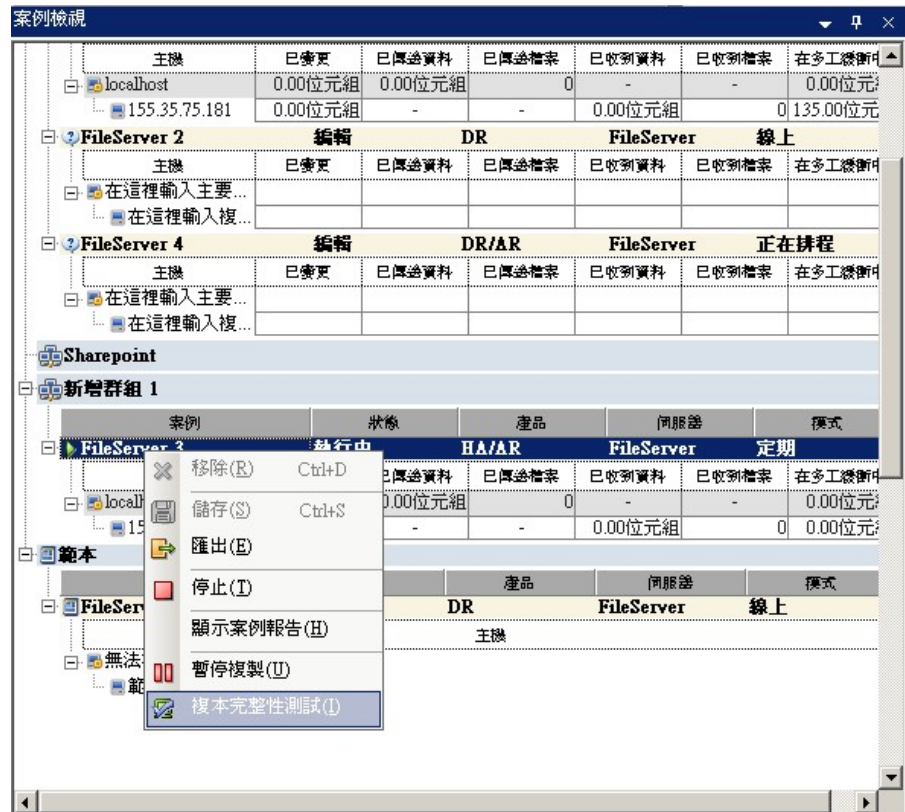 案例檢視
主機 已變更 已傳送資料 已傳送檔案 已收到資料 已收到檔案 在多工緩衝
localhost 0.00位元組 0.00位元組 0 - - 0.00位元
155.35.75.181 0.00位元組 - - 0.00位元組 0 135.00位元
FileServer 2 編輯 DR FileServer 線上
主機 已變更 已傳送資料 已傳送檔案 已收到資料 已收到檔案 在多工緩衝
在這裡輸入主要...
在這裡輸入複...
FileServer 4 編輯 DR/AR FileServer 正在排程
主機 已變更 已傳送資料 已傳送檔案 已收到資料 已收到檔案 在多工緩衝
在這裡輸入主要...
在這裡輸入複...
Sharepoint
新增群組 1
案例 狀態 產品 伺服器 模式
FileServer 3 執行中 HA/AR FileServer 定期
已傳送資料 已傳送檔案 已收到資料 已收到檔案 在多工緩衝
localh 0.00位元組 0 - - 0.00位元
15 - - 0.00位元組 0 0.00位元
範本
產品 伺服器 模式
FileServ DR FileServer 線上
主機
無法
範
移除(R) Ctrl+D
儲存(S) Ctrl+S
匯出(E)
停止(T)
顯示案例報告(H)
暫停複製(U)
複本完整性測試(I)